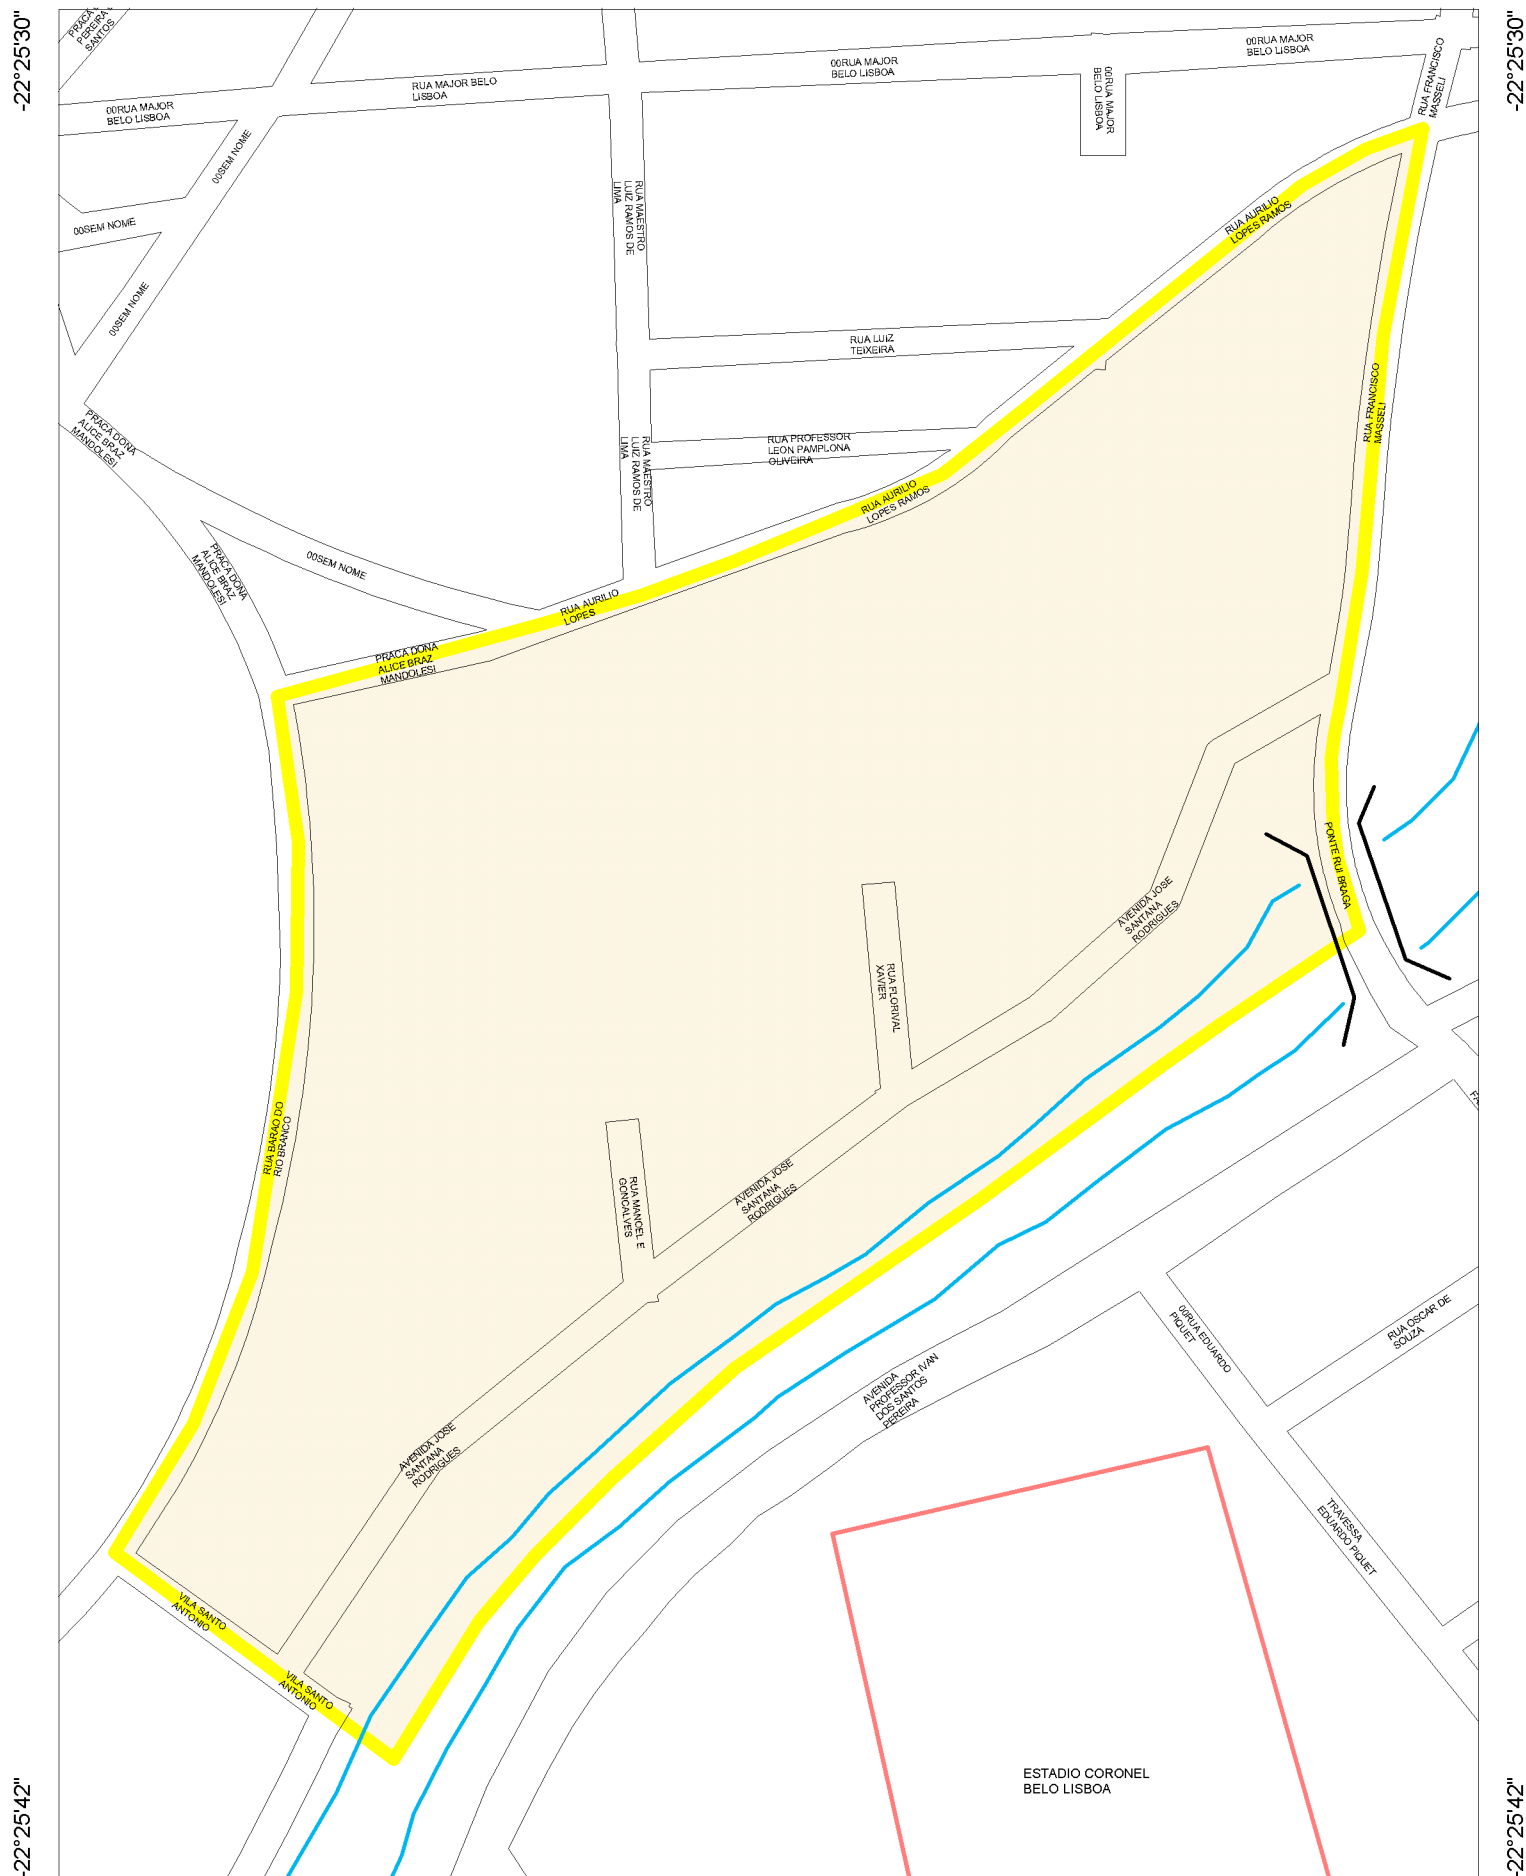 -22°25'30"
-22°25'30"
PRACA
PEREIRA
SANTOS
00RUA MAJOR
BELO LISBOA
RUA MAJOR BELO
LISBOA
00RUA MAJOR
BELO LISBOA
00RUA MAJOR
BELO LISBOA
00RUA MAJOR
BELO LISBOA
RUA FRANCISCO
MASSELI
00SEM NOME
00SEM NOME
00SEM NOME
RUA MAESTRO
LUIZ RAMOS DE
LIMA
RUA AURILIO
LOPES RAMOS
RUA LUIZ
TEIXEIRA
RUA FRANCISCO
MASSELI
PRACA DONA
ALICE BRAZ
MANDOLESI
RUA MAESTRO
LUIZ RAMOS DE
LIMA
RUA PROFESSOR
LEON PAMPLONA
OLIVEIRA
RUA AURILIO
LOPES RAMOS
PRACA DONA
ALICE BRAZ
MANDOLESI
00SEM NOME
RUA AURILIO
LOPES
PRACA DONA
ALICE BRAZ
MANDOLESI
PONTE RUI BRAGA
AVENIDA JOSE
SANTANA
RODRIGUES
RUA FLORIVAL
XAVIER
RUA BARAO DO
RIO BRANCO
RUA MANOEL E
GONCALVES
AVENIDA JOSE
SANTANA
RODRIGUES
00RUA EDUARDO
PIQUET
RUA OSCAR DE
SOUZA
AVENIDA
PROFESSOR IVAN
DOS SANTOS
PEREIRA
AVENIDA JOSE
SANTANA
RODRIGUES
TRAVESSA
EDUARDO PIQUET
VILA SANTO
ANTONIO
VILA SANTO
ANTONIO
ESTADIO CORONEL
BELO LISBOA
-22°25'42"
-22°25'42"